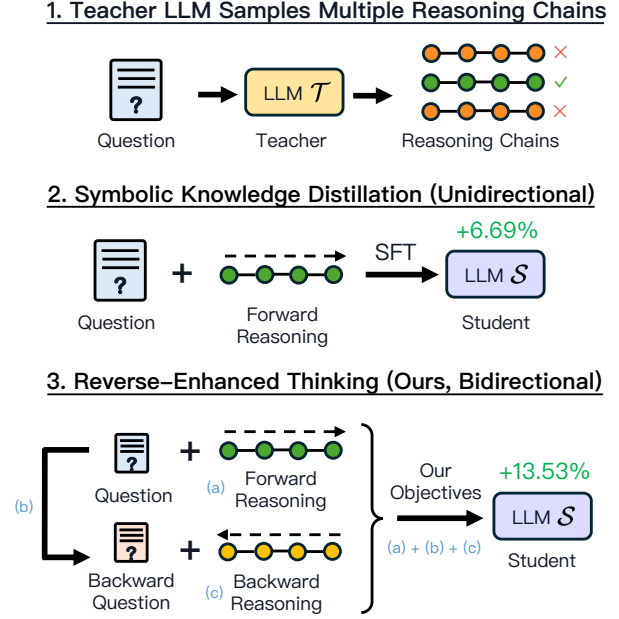 1. Teacher LLM Samples Multiple Reasoning Chains
?
LLM 𝒯
Question
Teacher
Reasoning Chains
2. Symbolic Knowledge Distillation (Unidirectional)
+6.69%
?
+
SFT
LLM 𝒮
Question
Forward
Reasoning
Student
3. Reverse-Enhanced Thinking (Ours, Bidirectional)
?
+
Question
(a)
Forward
Reasoning
(b)
?
+
Backward
Question
(c)
Backward
Reasoning
Our
Objectives
(a) + (b) + (c)
+13.53%
LLM 𝒮
Student